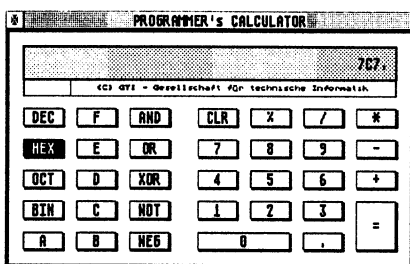 PROGRAMMER's CALCULATOR
7C7.
(C) GTI - Gesellschaft für technische Informatik
DEC F AND CLR % / *
HEX E OR 7 8 9 -
OCT D XOR 4 5 6 +
BIN C NOT 1 2 3 =
A B NEG 0 .